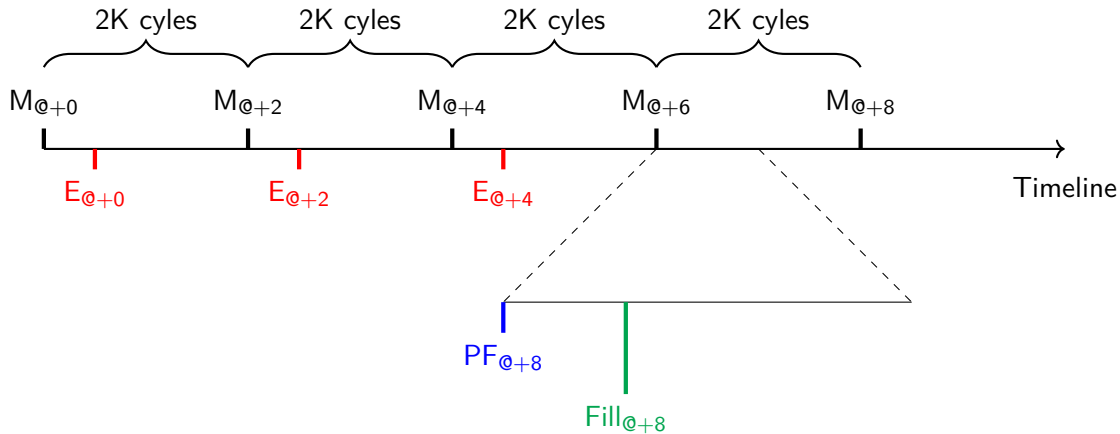 2K cyles 2K cyles 2K cyles 2K cyles
M@+0 M@+2 M@+4 M@+6 M@+8
E@+0 E@+2 E@+4 Timeline
PF@+8
Fill@+8